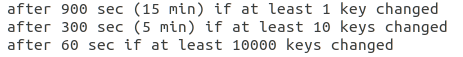 after 900 sec (15 min) if at least 1 key changed
after 300 sec (5 min) if at least 10 keys changed
after 60 sec if at least 10000 keys changed